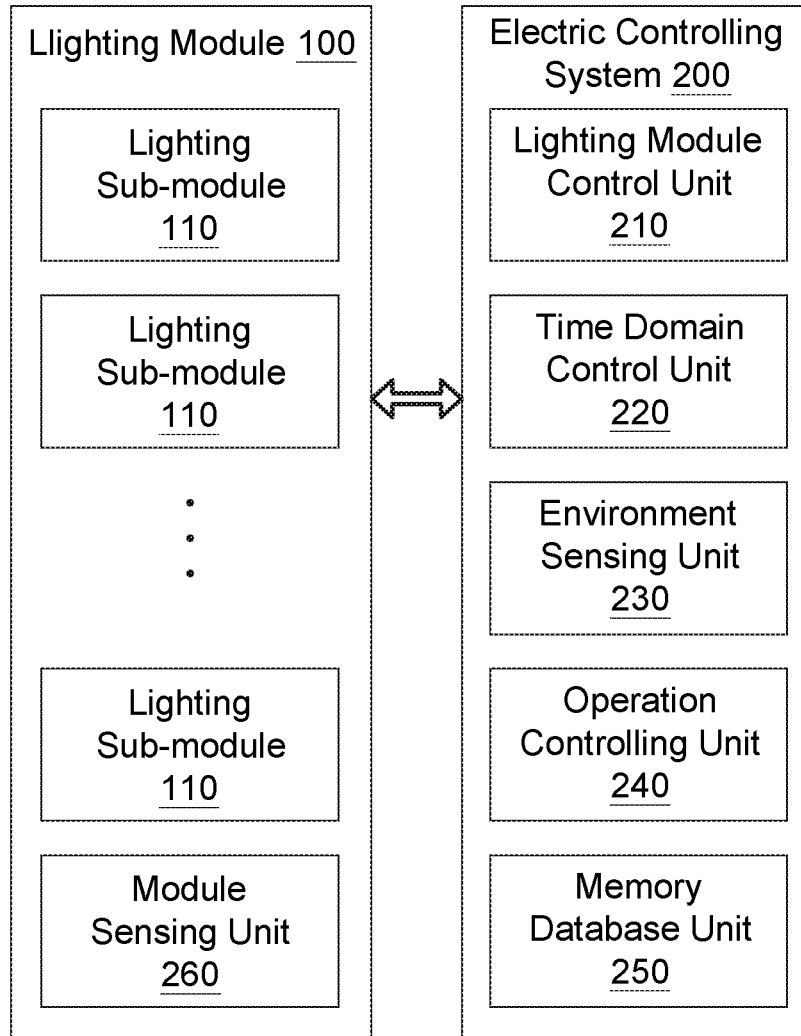 Llighting Module 100
Lighting
Sub-module
110
Lighting
Sub-module
110
Lighting
Sub-module
110
Module
Sensing Unit
260
Electric Controlling
System 200
Lighting Module
Control Unit
210
Time Domain
Control Unit
220
Environment
Sensing Unit
230
Operation
Controlling Unit
240
Memory
Database Unit
250